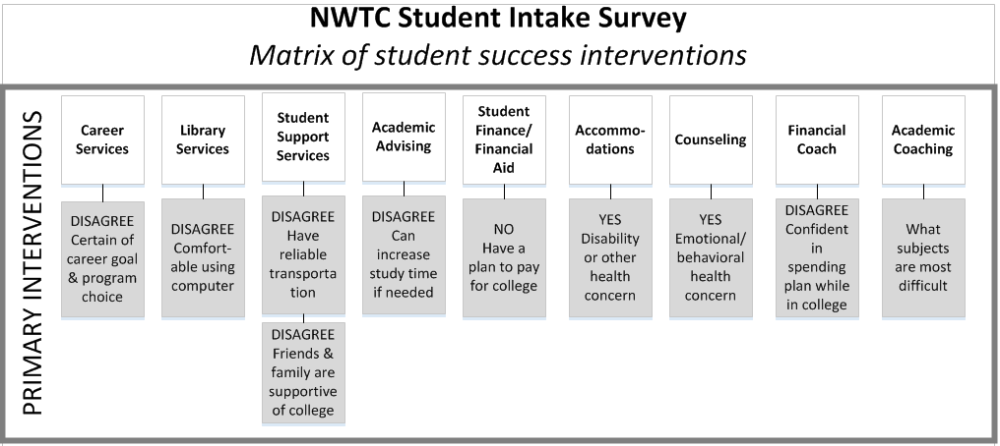 NWTC Student Intake Survey
Matrix of student success interventions
PRIMARY INTERVENTIONS
Career
Services
DISAGREE
Certain of
career goal
& program
choice
Library
Services
DISAGREE
Comfort-
able using
computer
Student
Support
Services
DISAGREE
Have
reliable
transporta
tion
DISAGREE
Friends &
family are
supportive
of college
Academic
Advising
DISAGREE
Can
increase
study time
if needed
Student
Finance/
Financial
Aid
NO
Have a
plan to pay
for college
Accommo-
dations
YES
Disability
or other
health
concern
Counseling
YES
Emotional/
behavioral
health
concern
Financial
Coach
DISAGREE
Confident
in
spending
plan while
in college
Academic
Coaching
What
subjects
are most
difficult